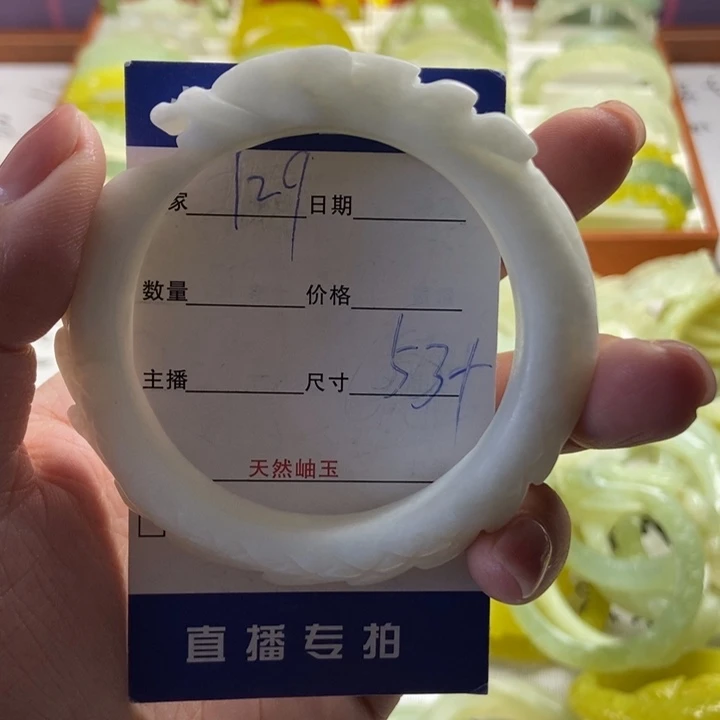 家 129 日期
数量 价格
主播 尺寸 53+
天然岫玉
直播专拍